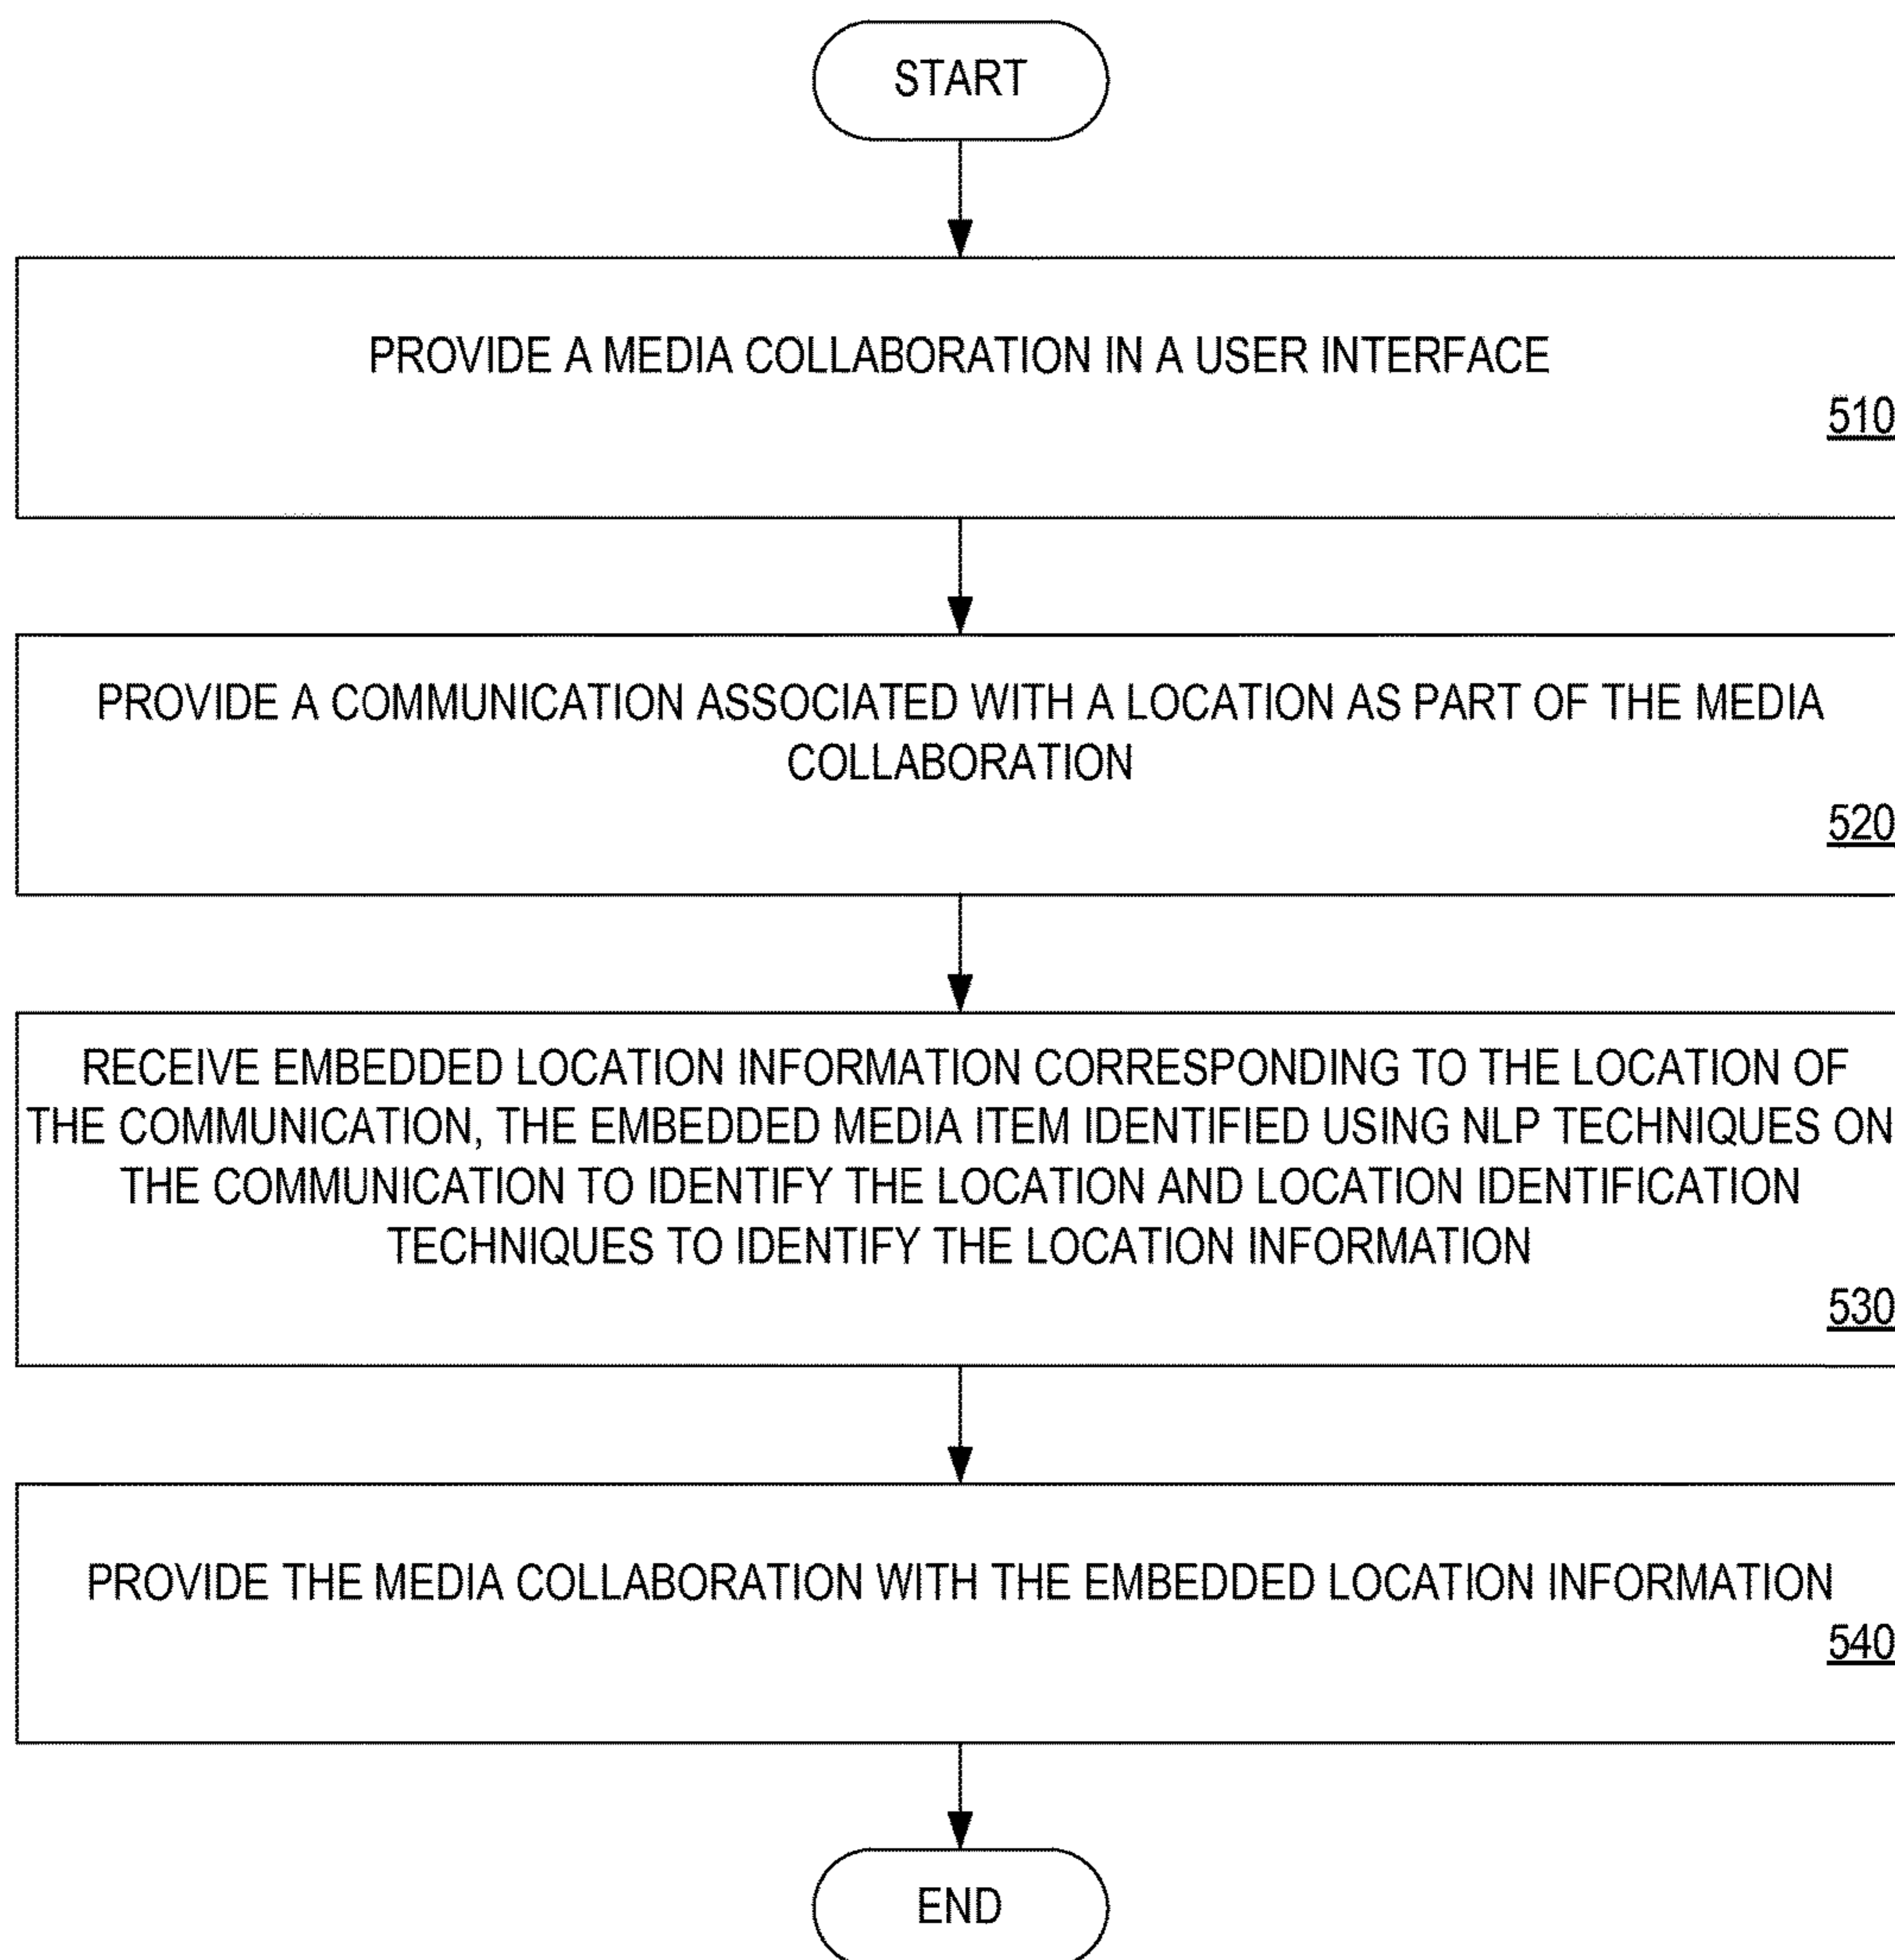 START
PROVIDE A MEDIA COLLABORATION IN A USER INTERFACE
510
PROVIDE A COMMUNICATION ASSOCIATED WITH A LOCATION AS PART OF THE MEDIA
COLLABORATION
520
RECEIVE EMBEDDED LOCATION INFORMATION CORRESPONDING TO THE LOCATION OF
THE COMMUNICATION, THE EMBEDDED MEDIA ITEM IDENTIFIED USING NLP TECHNIQUES ON
THE COMMUNICATION TO IDENTIFY THE LOCATION AND LOCATION IDENTIFICATION
TECHNIQUES TO IDENTIFY THE LOCATION INFORMATION
530
PROVIDE THE MEDIA COLLABORATION WITH THE EMBEDDED LOCATION INFORMATION
540
END